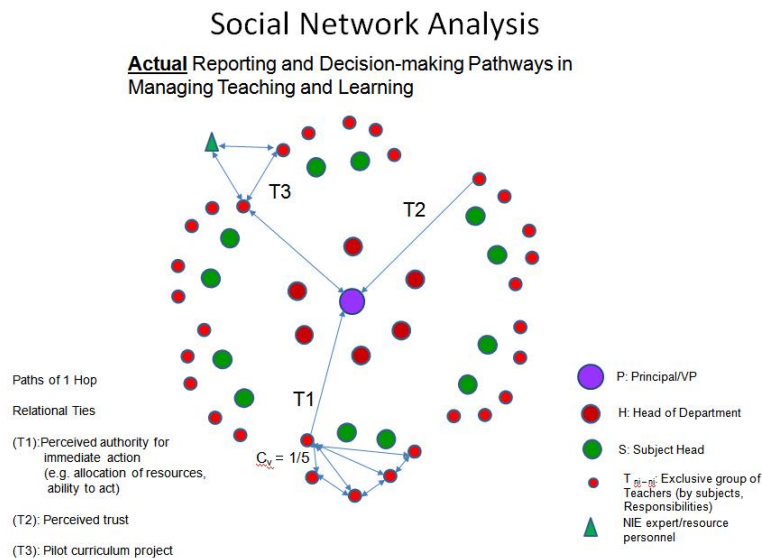 Social Network Analysis
Actual Reporting and Decision-making Pathways in
Managing Teaching and Learning
T3
T2
T1
C_v = 1/5
Paths of 1 Hop
Relational Ties
(T1):Perceived authority for
immediate action
(e.g. allocation of resources,
ability to act)
(T2): Perceived trust
(T3): Pilot curriculum project
P: Principal/VP
H: Head of Department
S: Subject Head
T ni–nj: Exclusive group of
Teachers (by subjects,
Responsibilities)
NIE expert/resource
personnel